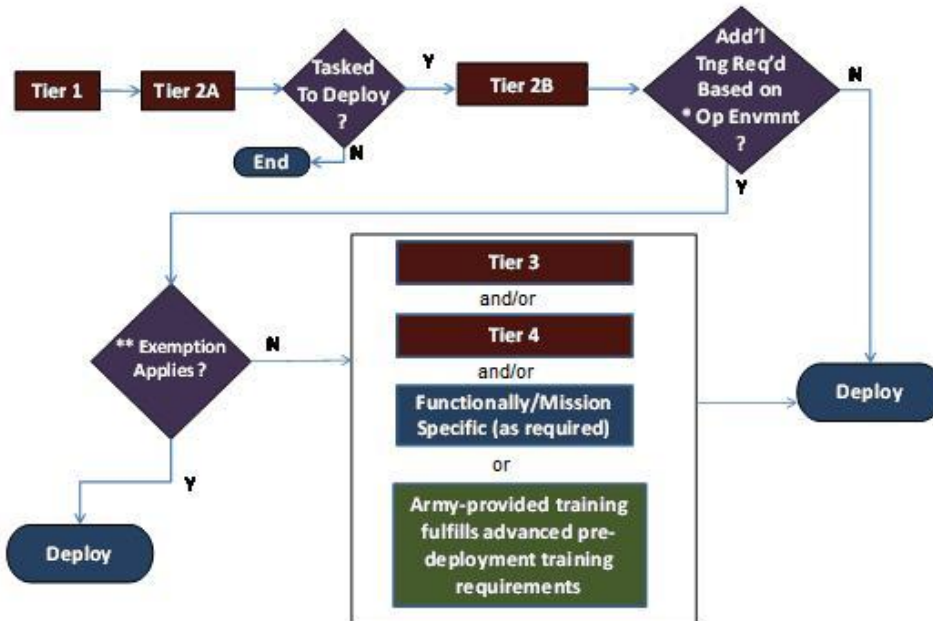 Tier 1
Tier 2A
Tasked
To Deploy
?
Y
N
End
Tier 2B
Add'l
Tng Req'd
Based on
* Op Envmnt
?
N
Y
** Exemption
Applies ?
N
Y
Deploy
Tier 3
and/or
Tier 4
and/or
Functionally/Mission
Specific (as required)
or
Army-provided training
fulfills advanced pre-
deployment training
requirements
Deploy